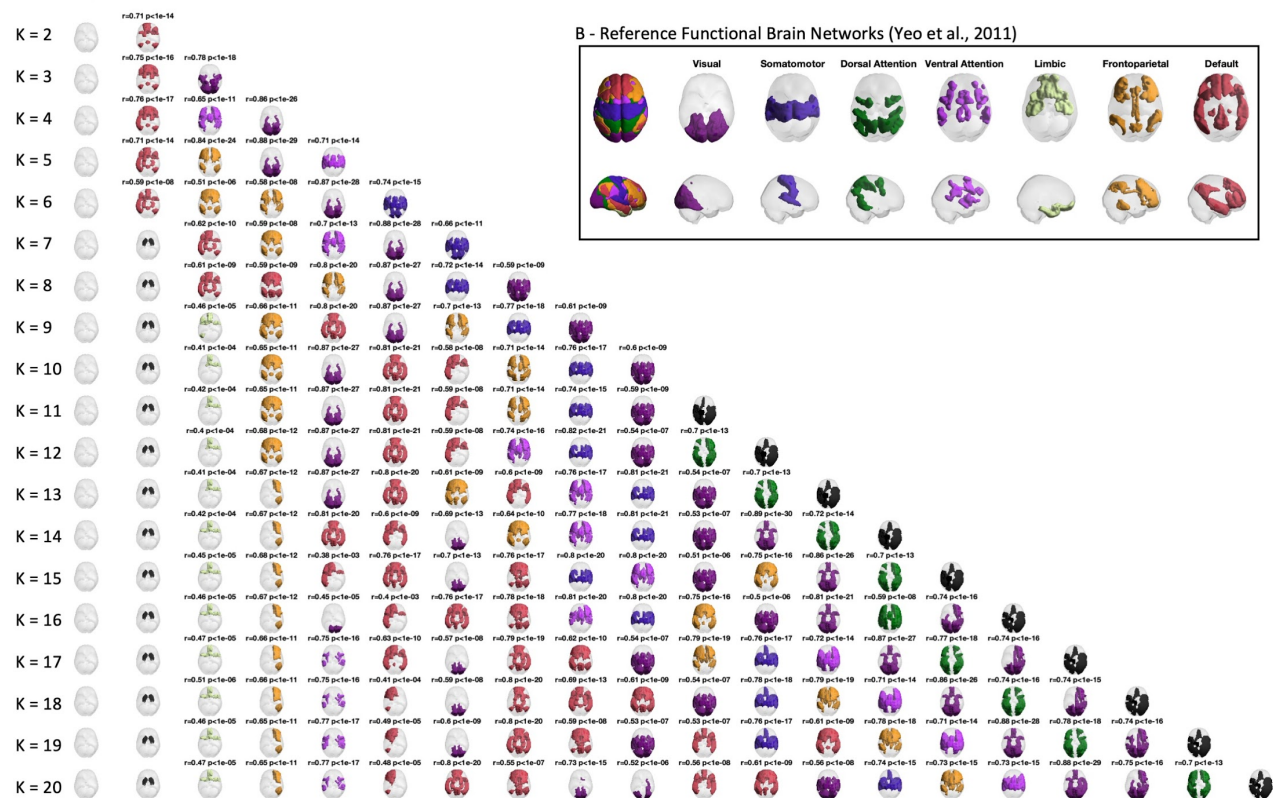 r=0.71 p<1e-14
K = 2
B - Reference Functional Brain Networks (Yeo et al., 2011)
Visual Somatomotor Dorsal Attention Ventral Attention Limbic Frontoparietal Default
r=0.75 p<1e-16 r=0.78 p<1e-18
K = 3
r=0.76 p<1e-17 r=0.65 p<1e-11 r=0.86 p<1e-26
K = 4
r=0.71 p<1e-14 r=0.84 p<1e-24 r=0.88 p<1e-29 r=0.71 p<1e-14
K = 5
r=0.59 p<1e-08 r=0.51 p<1e-06 r=0.58 p<1e-08 r=0.87 p<1e-28 r=0.74 p<1e-15
K = 6
r=0.62 p<1e-10 r=0.59 p<1e-08 r=0.7 p<1e-13 r=0.88 p<1e-28 r=0.66 p<1e-11
K = 7
r=0.61 p<1e-09 r=0.59 p<1e-09 r=0.8 p<1e-20 r=0.87 p<1e-27 r=0.72 p<1e-14 r=0.59 p<1e-09
K = 8
r=0.46 p<1e-05 r=0.66 p<1e-11 r=0.8 p<1e-20 r=0.87 p<1e-27 r=0.7 p<1e-13 r=0.77 p<1e-18 r=0.61 p<1e-09
K = 9
r=0.41 p<1e-04 r=0.65 p<1e-11 r=0.87 p<1e-27 r=0.81 p<1e-21 r=0.58 p<1e-08 r=0.71 p<1e-14 r=0.76 p<1e-17 r=0.6 p<1e-09
K = 10
r=0.42 p<1e-04 r=0.65 p<1e-11 r=0.87 p<1e-27 r=0.81 p<1e-21 r=0.59 p<1e-08 r=0.71 p<1e-14 r=0.74 p<1e-15 r=0.59 p<1e-09
K = 11
r=0.4 p<1e-04 r=0.68 p<1e-12 r=0.87 p<1e-27 r=0.81 p<1e-21 r=0.59 p<1e-08 r=0.74 p<1e-16 r=0.82 p<1e-21 r=0.54 p<1e-07 r=0.7 p<1e-13
K = 12
r=0.41 p<1e-04 r=0.67 p<1e-12 r=0.87 p<1e-27 r=0.8 p<1e-20 r=0.61 p<1e-09 r=0.6 p<1e-09 r=0.76 p<1e-17 r=0.81 p<1e-21 r=0.54 p<1e-07 r=0.7 p<1e-13
K = 13
r=0.42 p<1e-04 r=0.67 p<1e-12 r=0.81 p<1e-20 r=0.6 p<1e-09 r=0.69 p<1e-13 r=0.64 p<1e-10 r=0.77 p<1e-18 r=0.81 p<1e-21 r=0.53 p<1e-07 r=0.89 p<1e-30 r=0.72 p<1e-14
K = 14
r=0.45 p<1e-05 r=0.68 p<1e-12 r=0.38 p<1e-03 r=0.76 p<1e-17 r=0.7 p<1e-13 r=0.76 p<1e-17 r=0.8 p<1e-20 r=0.8 p<1e-20 r=0.51 p<1e-06 r=0.75 p<1e-16 r=0.86 p<1e-26 r=0.7 p<1e-13
K = 15
r=0.46 p<1e-05 r=0.67 p<1e-12 r=0.45 p<1e-05 r=0.4 p<1e-03 r=0.76 p<1e-17 r=0.78 p<1e-18 r=0.81 p<1e-20 r=0.8 p<1e-20 r=0.75 p<1e-16 r=0.5 p<1e-06 r=0.81 p<1e-21 r=0.59 p<1e-08 r=0.74 p<1e-16
K = 16
r=0.47 p<1e-05 r=0.66 p<1e-11 r=0.75 p<1e-16 r=0.63 p<1e-10 r=0.57 p<1e-08 r=0.79 p<1e-19 r=0.62 p<1e-10 r=0.54 p<1e-07 r=0.79 p<1e-19 r=0.76 p<1e-17 r=0.72 p<1e-14 r=0.87 p<1e-27 r=0.77 p<1e-18 r=0.74 p<1e-16
K = 17
r=0.51 p<1e-06 r=0.66 p<1e-11 r=0.75 p<1e-16 r=0.41 p<1e-04 r=0.59 p<1e-08 r=0.8 p<1e-20 r=0.69 p<1e-13 r=0.61 p<1e-09 r=0.54 p<1e-07 r=0.78 p<1e-18 r=0.79 p<1e-19 r=0.71 p<1e-14 r=0.86 p<1e-26 r=0.74 p<1e-16 r=0.74 p<1e-15
K = 18
r=0.46 p<1e-05 r=0.65 p<1e-11 r=0.77 p<1e-17 r=0.49 p<1e-05 r=0.6 p<1e-09 r=0.8 p<1e-20 r=0.59 p<1e-08 r=0.53 p<1e-07 r=0.53 p<1e-07 r=0.76 p<1e-17 r=0.61 p<1e-09 r=0.78 p<1e-18 r=0.71 p<1e-14 r=0.88 p<1e-28 r=0.78 p<1e-18 r=0.74 p<1e-16
K = 19
r=0.47 p<1e-05 r=0.65 p<1e-11 r=0.77 p<1e-17 r=0.48 p<1e-05 r=0.8 p<1e-20 r=0.55 p<1e-07 r=0.73 p<1e-15 r=0.52 p<1e-06 r=0.56 p<1e-08 r=0.61 p<1e-09 r=0.56 p<1e-08 r=0.74 p<1e-15 r=0.73 p<1e-15 r=0.73 p<1e-15 r=0.88 p<1e-29 r=0.75 p<1e-16 r=0.7 p<1e-13
K = 20